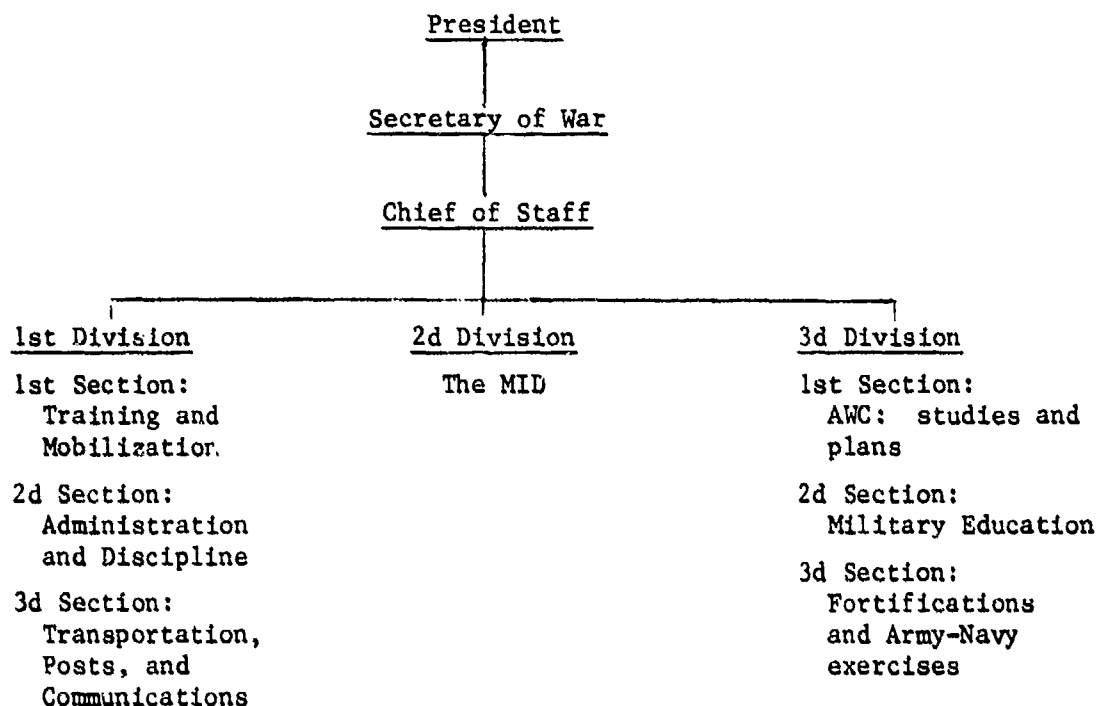 President
Secretary of War
Chief of Staff
1st Division
1st Section:
Training and
Mobilization
2d Section:
Administration
and Discipline
3d Section:
Transportation,
Posts, and
Communications
2d Division
The MID
3d Division
1st Section:
AWC: studies and
plans
2d Section:
Military Education
3d Section:
Fortifications
and Army-Navy
exercises